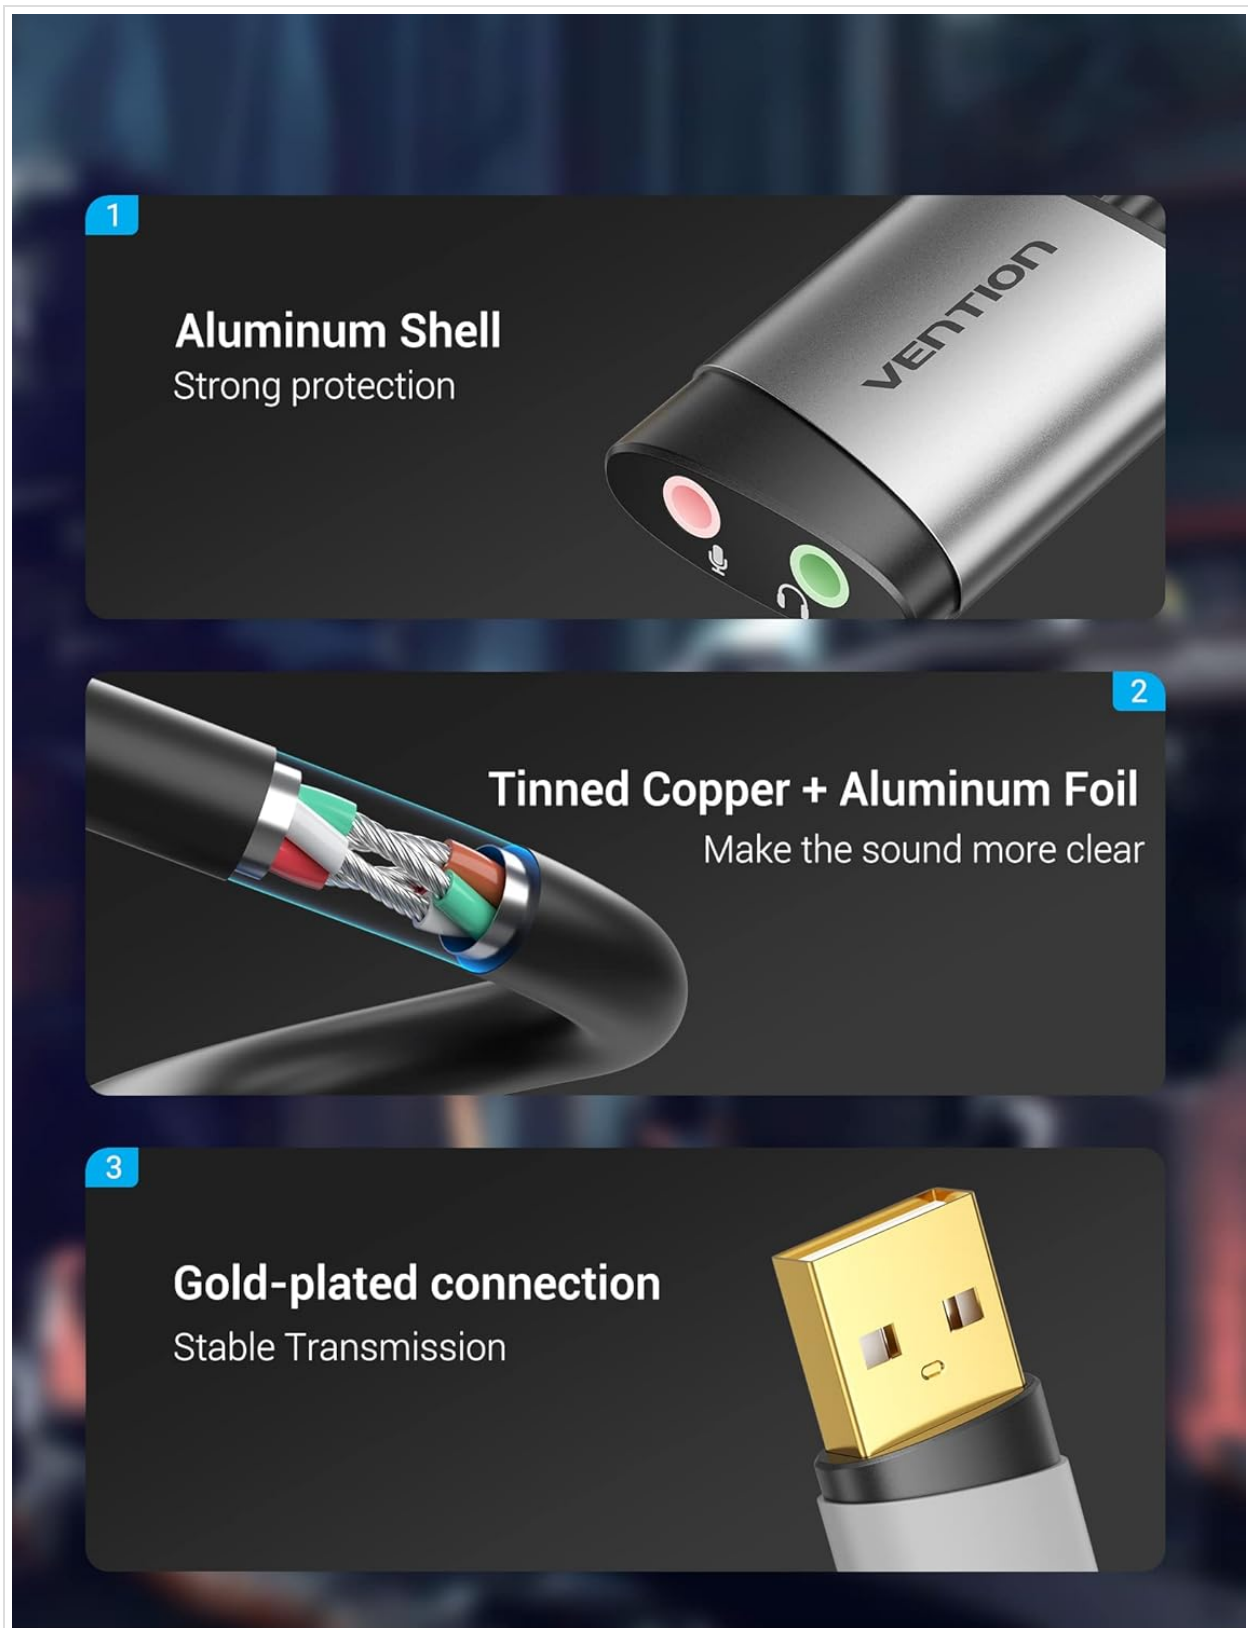 1
Aluminum Shell
Strong protection
VENTION
2
Tinned Copper + Aluminum Foil
Make the sound more clear
3
Gold-plated connection
Stable Transmission